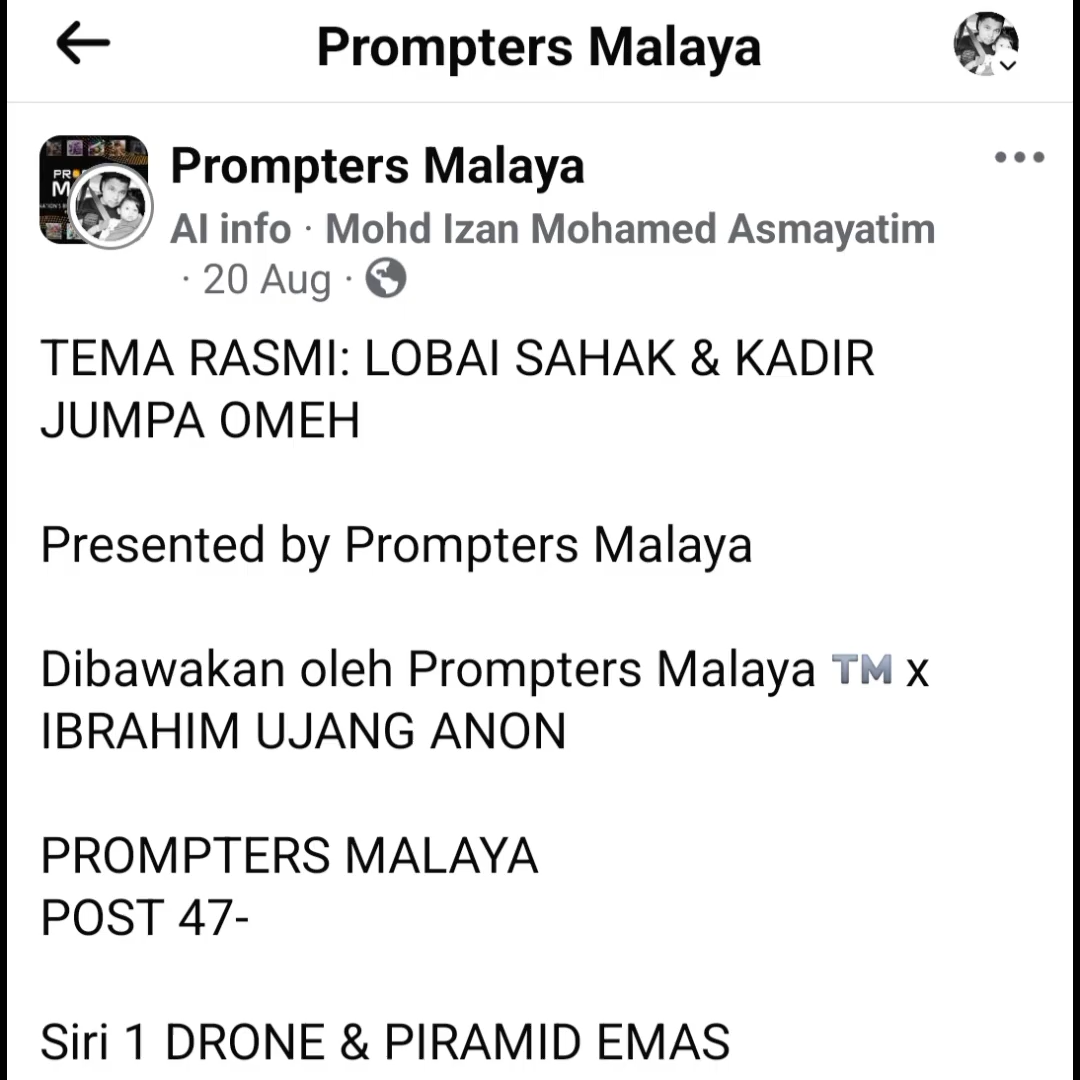 Prompters Malaya
Prompters Malaya
AI info · Mohd Izan Mohamed Asmayatim
· 20 Aug ·
TEMA RASMI: LOBAI SAHAK & KADIR
JUMPA OMEH
Presented by Prompters Malaya
Dibawakan oleh Prompters Malaya ™️ x
IBRAHIM UJANG ANON
PROMPTERS MALAYA
POST 47-
Siri 1 DRONE & PIRAMID EMAS